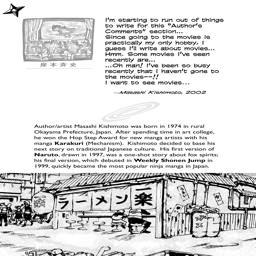 岸本斉史
I'm starting to run out of things
to write for this "Author's
Comments" section...
Since going to the movies is
practically my only hobby, I
guess I'll write about movies...
Hmm. Some movies I've seen
recently are...
...Oh man! I've been so busy
recently that I haven't gone to
the movies--!!
I want to see movies...
—Masashi Kishimoto, 2002
Author/artist Masashi Kishimoto was born in 1974 in rural
Okayama Prefecture, Japan. After spending time in art college,
he won the Hop Step Award for new manga artists with his
manga Karakuri (Mechanism). Kishimoto decided to base his
next story on traditional Japanese culture. His first version of
Naruto, drawn in 1997, was a one-shot story about fox spirits;
his final version, which debuted in Weekly Shonen Jump in
1999, quickly became the most popular ninja manga in Japan.
ラーメン楽